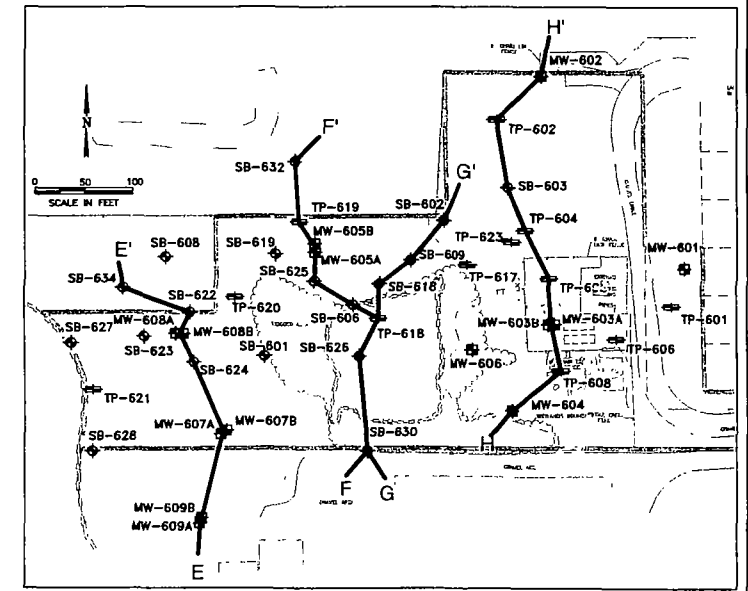 H'
MW-602
TP-602
F'
N
SB-632
G'
0 50 100
SCALE IN FEET
SB-603
TP-619
SB-602
TP-604
MW-605B
TP-623
E'
SB-608
SB-619
MW-605A
SB-609
MW-601
SB-634
SB-625
SB-618
TP-617
SB-622
TP-620
SB-606
TP-618
TP-601
SB-627
MW-608A
MW-608B
MW-603B
MW-603A
SB-623
SB-601
SB-626
MW-606
TP-606
SB-624
TP-608
TP-621
MW-604
MW-607A
MW-607B
SB-628
H
SB-630
F
G
MW-609B
MW-609A
E